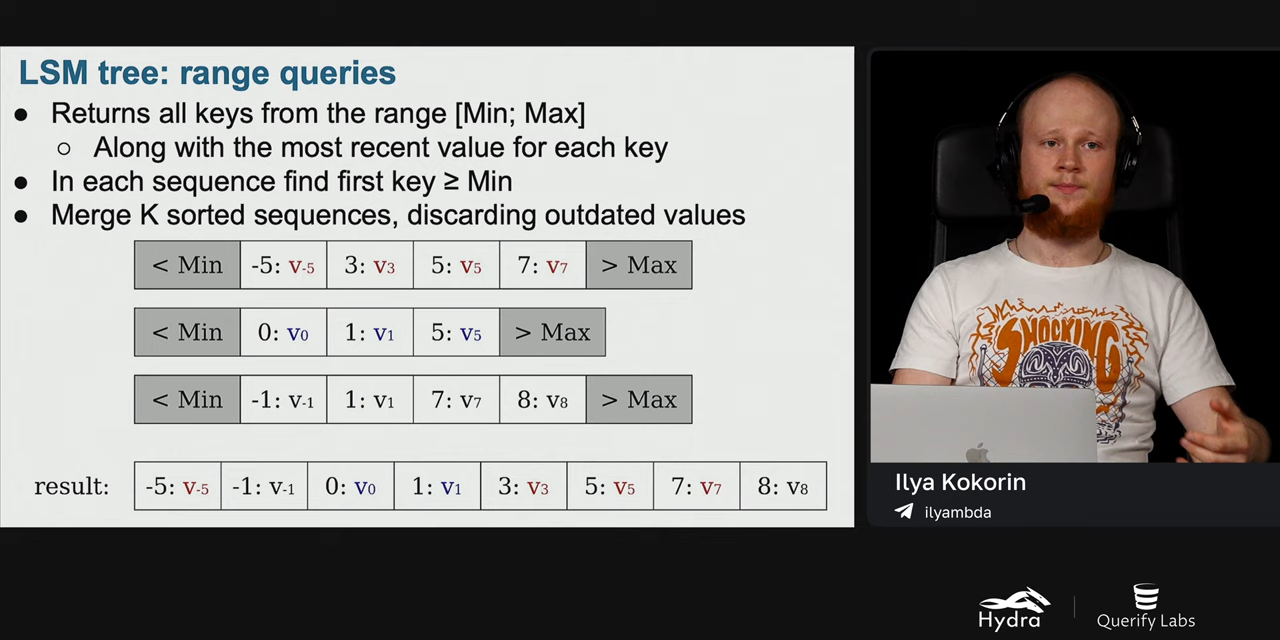 LSM tree: range queries
● Returns all keys from the range [Min; Max]
○ Along with the most recent value for each key
● In each sequence find first key ≥ Min
● Merge K sorted sequences, discarding outdated values
< Min -5: v-5 3: v3 5: v5 7: v7 > Max
< Min 0: v0 1: v1 5: v5 > Max
< Min -1: v-1 1: v1 7: v7 8: v8 > Max
result: -5: v-5 -1: v-1 0: v0 1: v1 3: v3 5: v5 7: v7 8: v8
SHOCKING
Ilya Kokorin
ilyambda
Hydra
Querify Labs